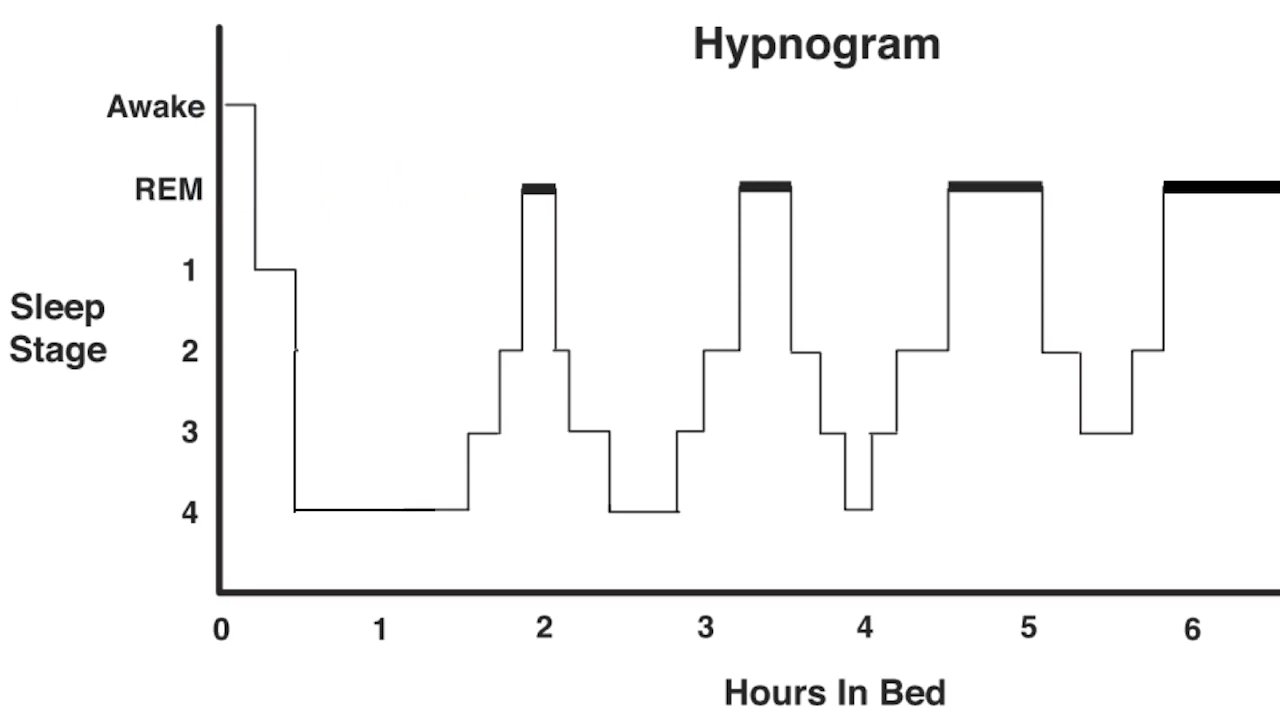 Hypnogram
Awake
REM
1
Sleep
Stage
2
3
4
0 1 2 3 4 5 6
Hours In Bed